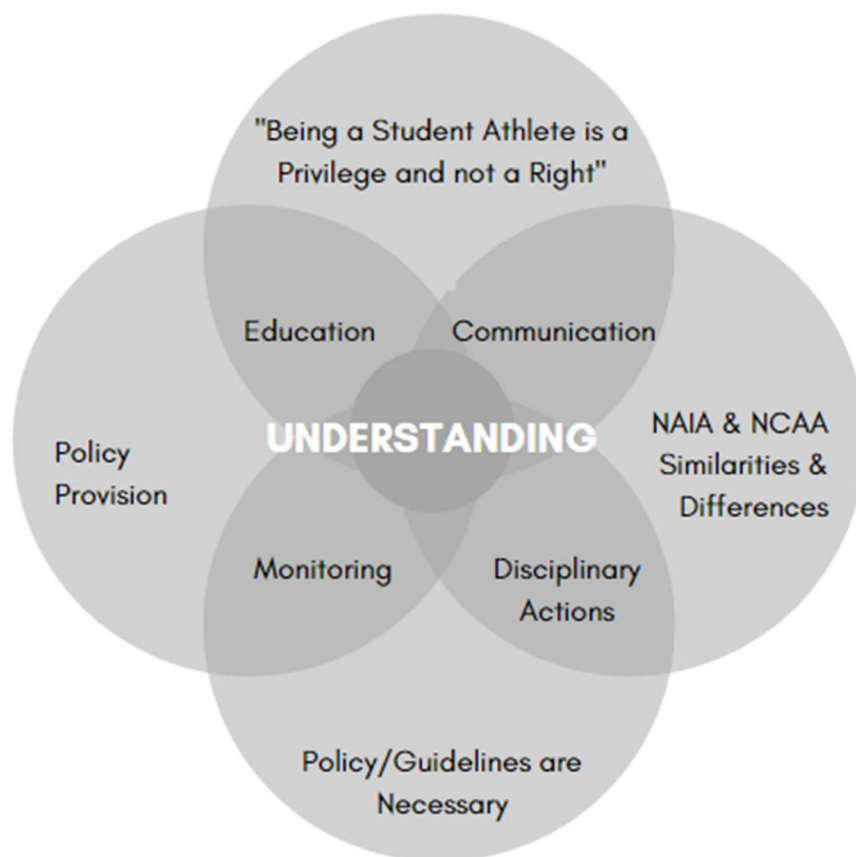 "Being a Student Athlete is a
Privilege and not a Right"
Education
Communication
UNDERSTANDING
Policy
Provision
NAIA & NCAA
Similarities &
Differences
Monitoring
Disciplinary
Actions
Policy/Guidelines are
Necessary